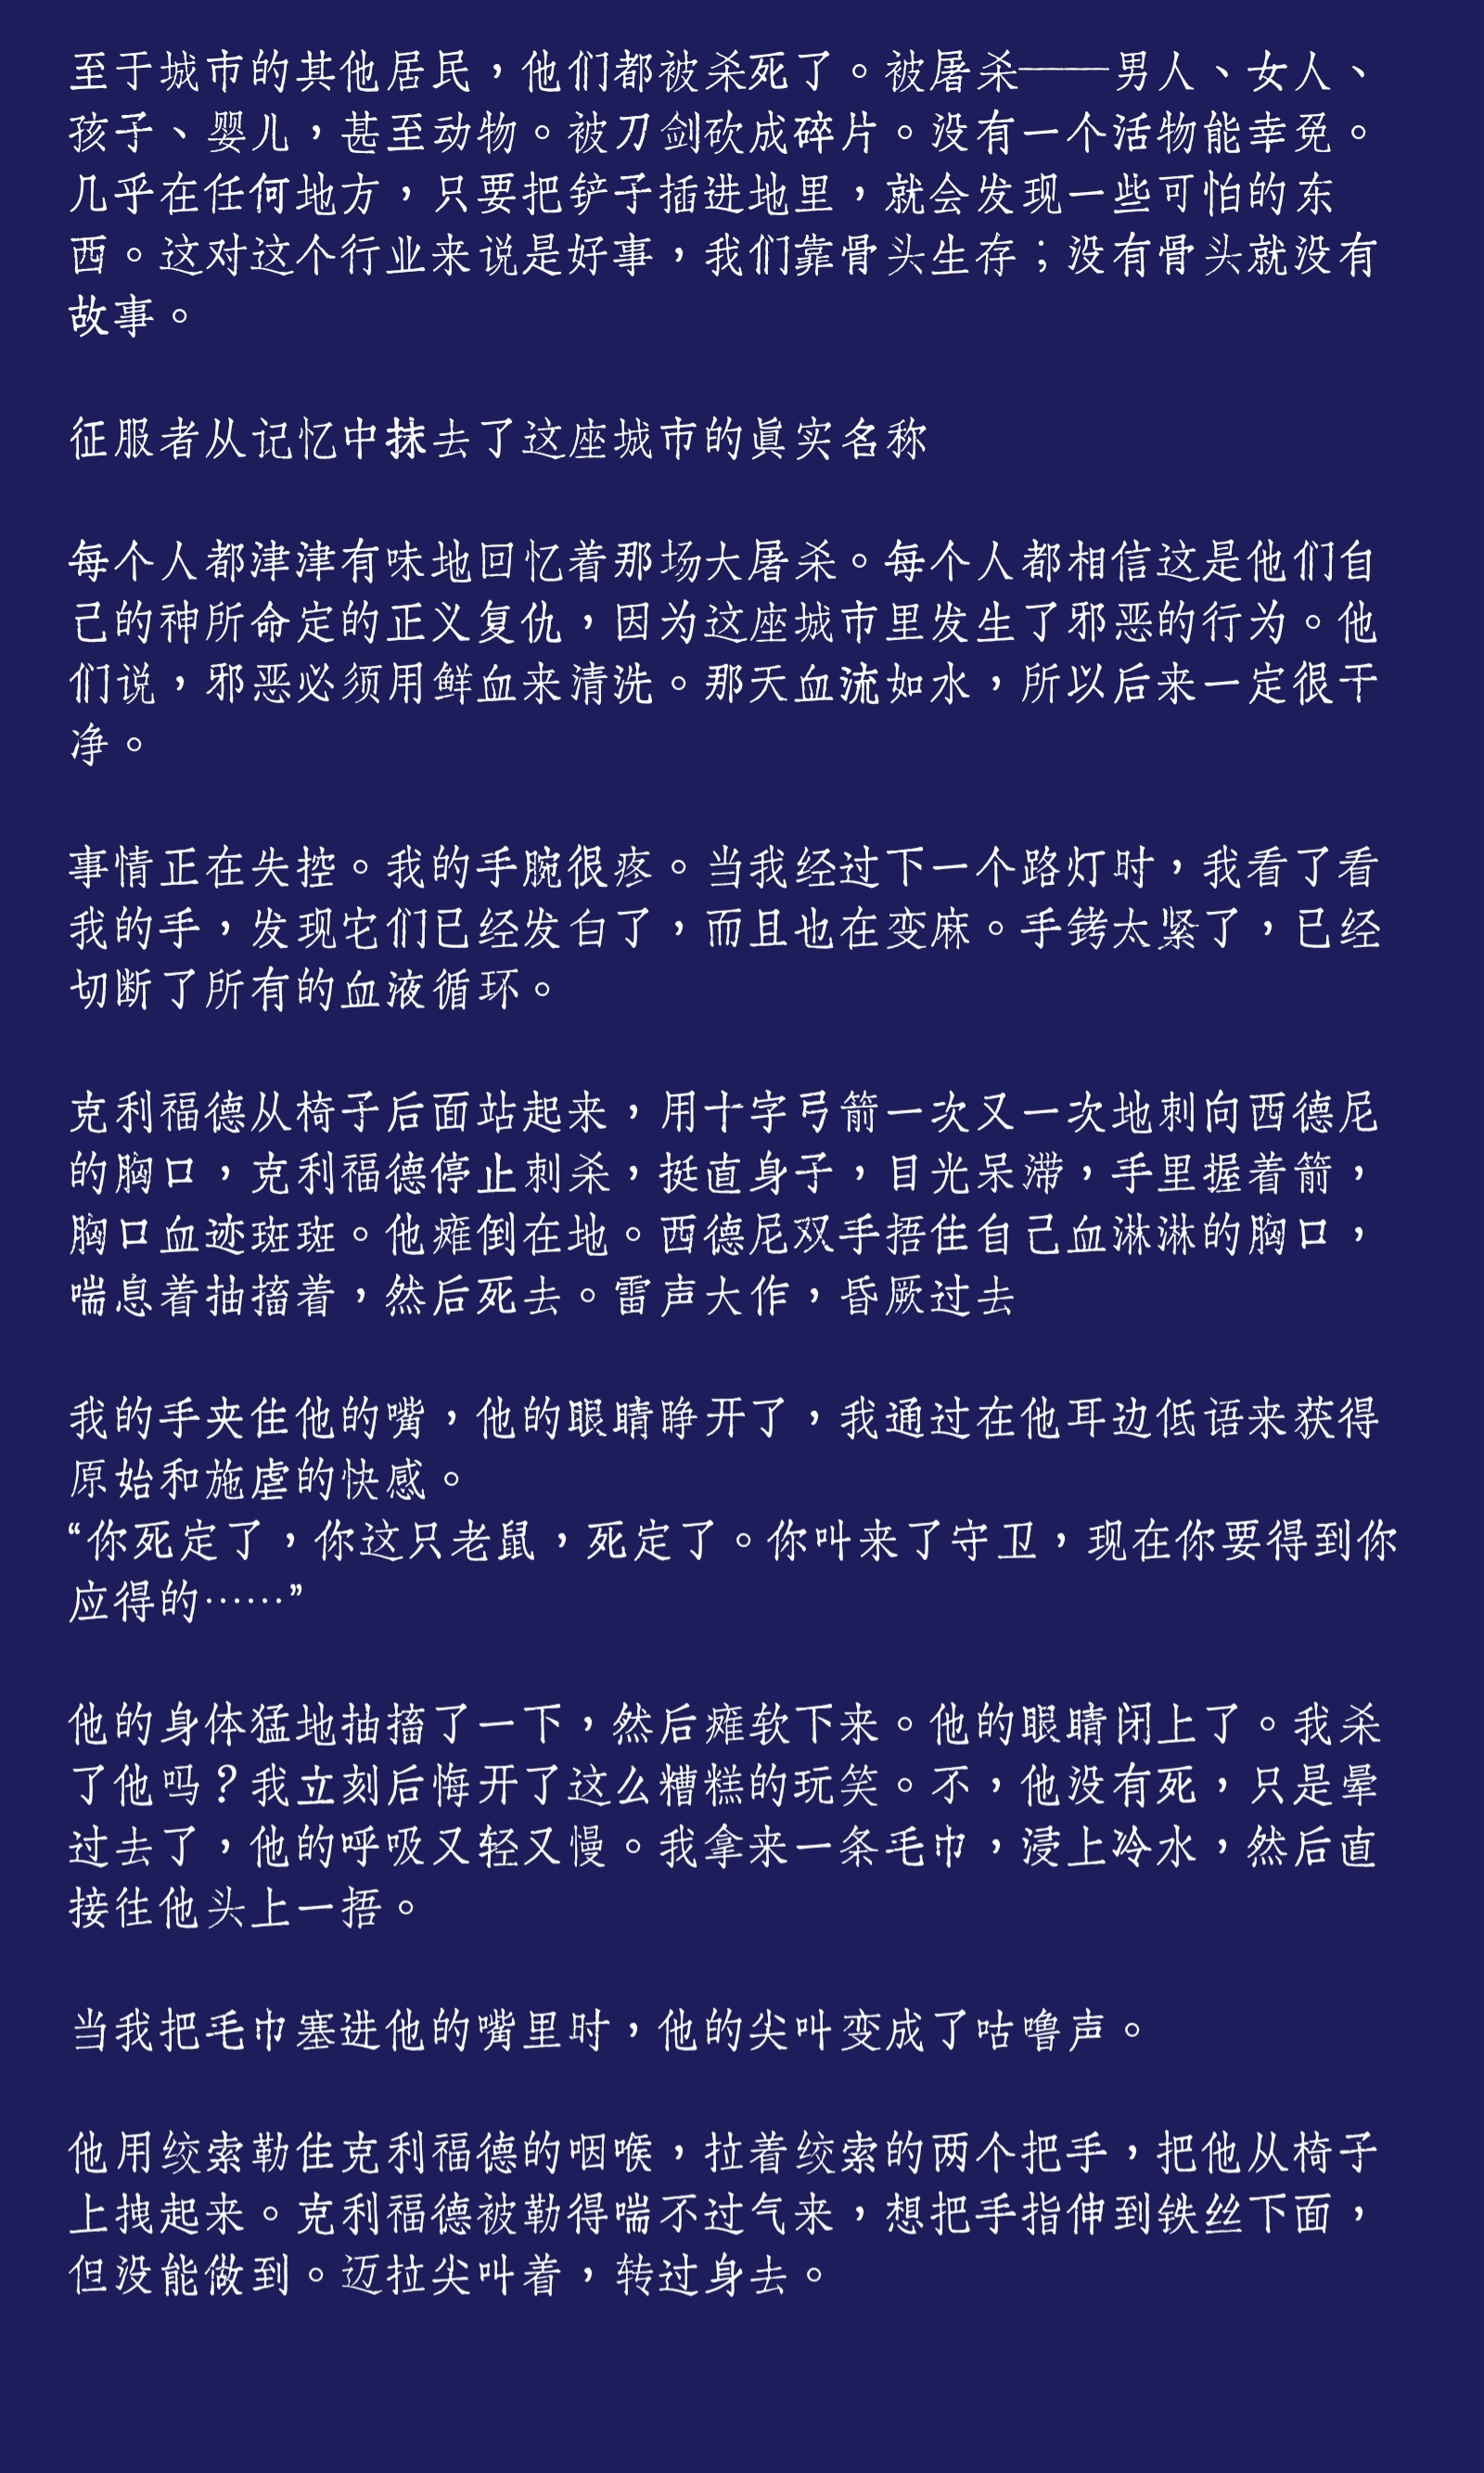 至于城市的其他居民，他们都被杀死了。被屠杀——男人、女人、
孩子、婴儿，甚至动物。被刀剑砍成碎片。没有一个活物能幸免。
几乎在任何地方，只要把铲子插进地里，就会发现一些可怕的东
西。这对这个行业来说是好事，我们靠骨头生存；没有骨头就没有
故事。
征服者从记忆中抹去了这座城市的真实名称
每个人都津津有味地回忆着那场大屠杀。每个人都相信这是他们自
己的神所命定的正义复仇，因为这座城市里发生了邪恶的行为。他
们说，邪恶必须用鲜血来清洗。那天血流如水，所以后来一定很干
净。
事情正在失控。我的手腕很疼。当我经过下一个路灯时，我看了看
我的手，发现它们已经发白了，而且也在变麻。手铐太紧了，已经
切断了所有的血液循环。
克利福德从椅子后面站起来，用十字弓箭一次又一次地刺向西德尼
的胸口，克利福德停止刺杀，挺直身子，目光呆滞，手里握着箭，
胸口血迹斑斑。他瘫倒在地。西德尼双手捂住自己血淋淋的胸口，
喘息着抽搐着，然后死去。雷声大作，昏厥过去
我的手夹住他的嘴，他的眼睛睁开了，我通过在他耳边低语来获得
原始和施虐的快感。
“你死定了，你这只老鼠，死定了。你叫来了守卫，现在你要得到你
应得的……”
他的身体猛地抽搐了一下，然后瘫软下来。他的眼睛闭上了。我杀
了他吗？我立刻后悔开了这么糟糕的玩笑。不，他没有死，只是晕
过去了，他的呼吸又轻又慢。我拿来一条毛巾，浸上冷水，然后直
接往他头上一捂。
当我把毛巾塞进他的嘴里时，他的尖叫变成了咕噜声。
他用绞索勒住克利福德的咽喉，拉着绞索的两个把手，把他从椅子
上拽起来。克利福德被勒得喘不过气来，想把手指伸到铁丝下面，
但没能做到。迈拉尖叫着，转过身去。